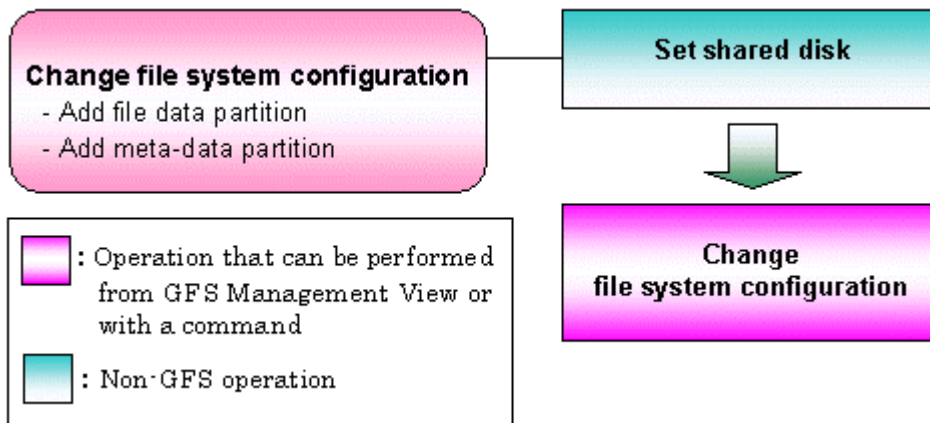 Change file system configuration
- Add file data partition
- Add meta-data partition
Set shared disk
Change
file system configuration
: Operation that can be performed
from GFS Management View or
with a command
: Non-GFS operation